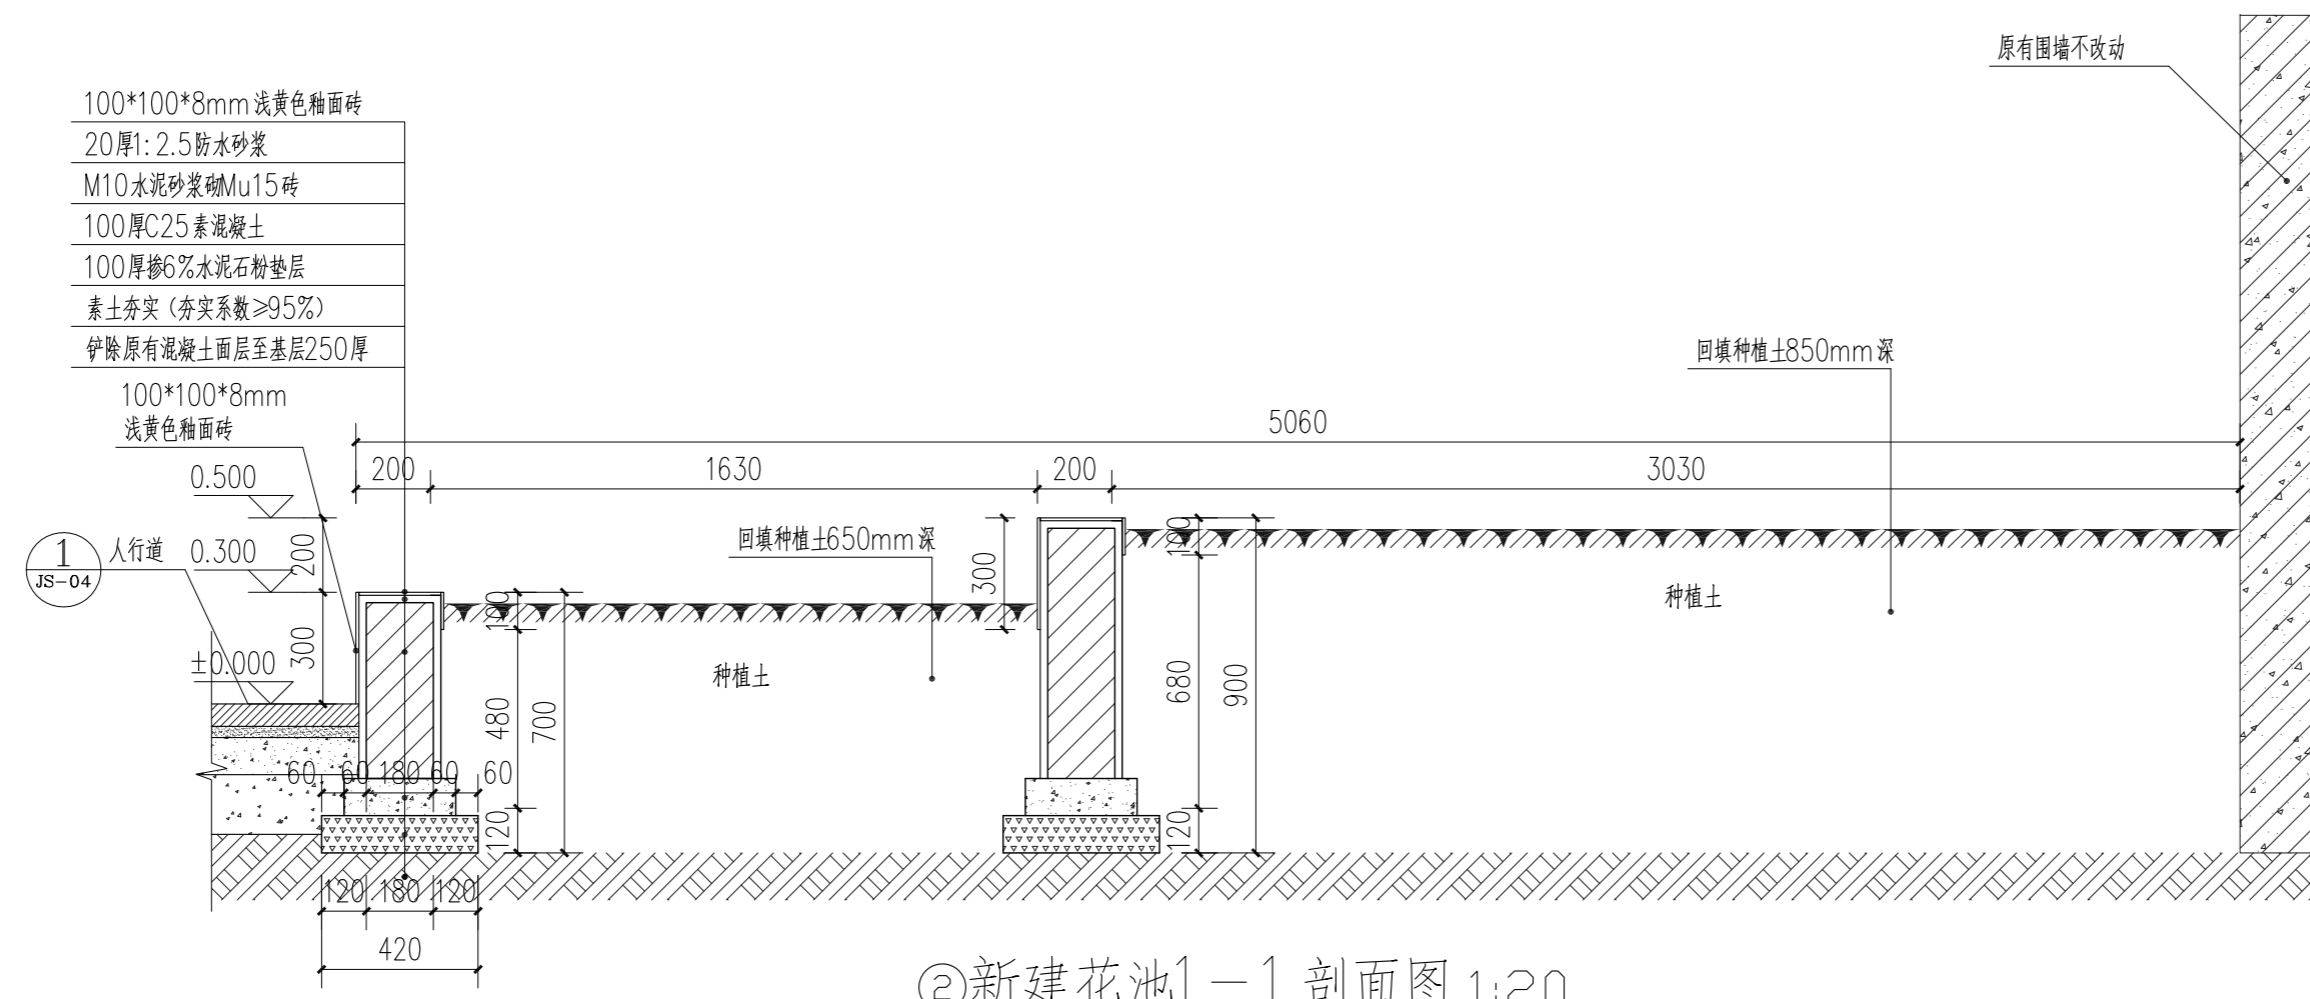 原有围墙不改动
100*100*8mm浅黄色釉面砖
20厚1:2.5防水砂浆
M10水泥砂浆砌Mu15砖
100厚C25素混凝土
100厚掺6%水泥石粉垫层
素土夯实（夯实系数≥95%）
铲除原有混凝土面层至基层250厚
100*100*8mm
浅黄色釉面砖
回填种植土850mm深
5060
200
1630
200
3030
0.500
1
JS-04
人行道
0.300
200
回填种植土650mm深
300
100
100
种植土
±0.000
300
种植土
480
700
680
900
60
60
180
60
60
120
120
120
180
120
420
②新建花池1—1剖面图 1:20